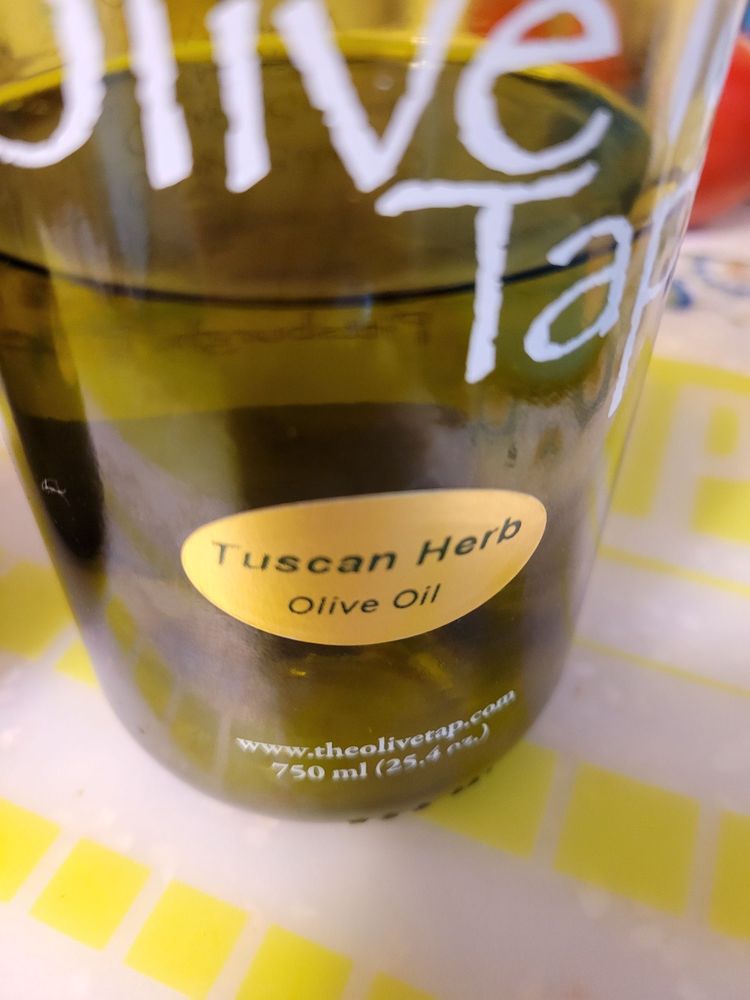 Olive
Tap
Tuscan Herb
Olive Oil
www.theolivetap.com
750 ml (25.4 oz.)